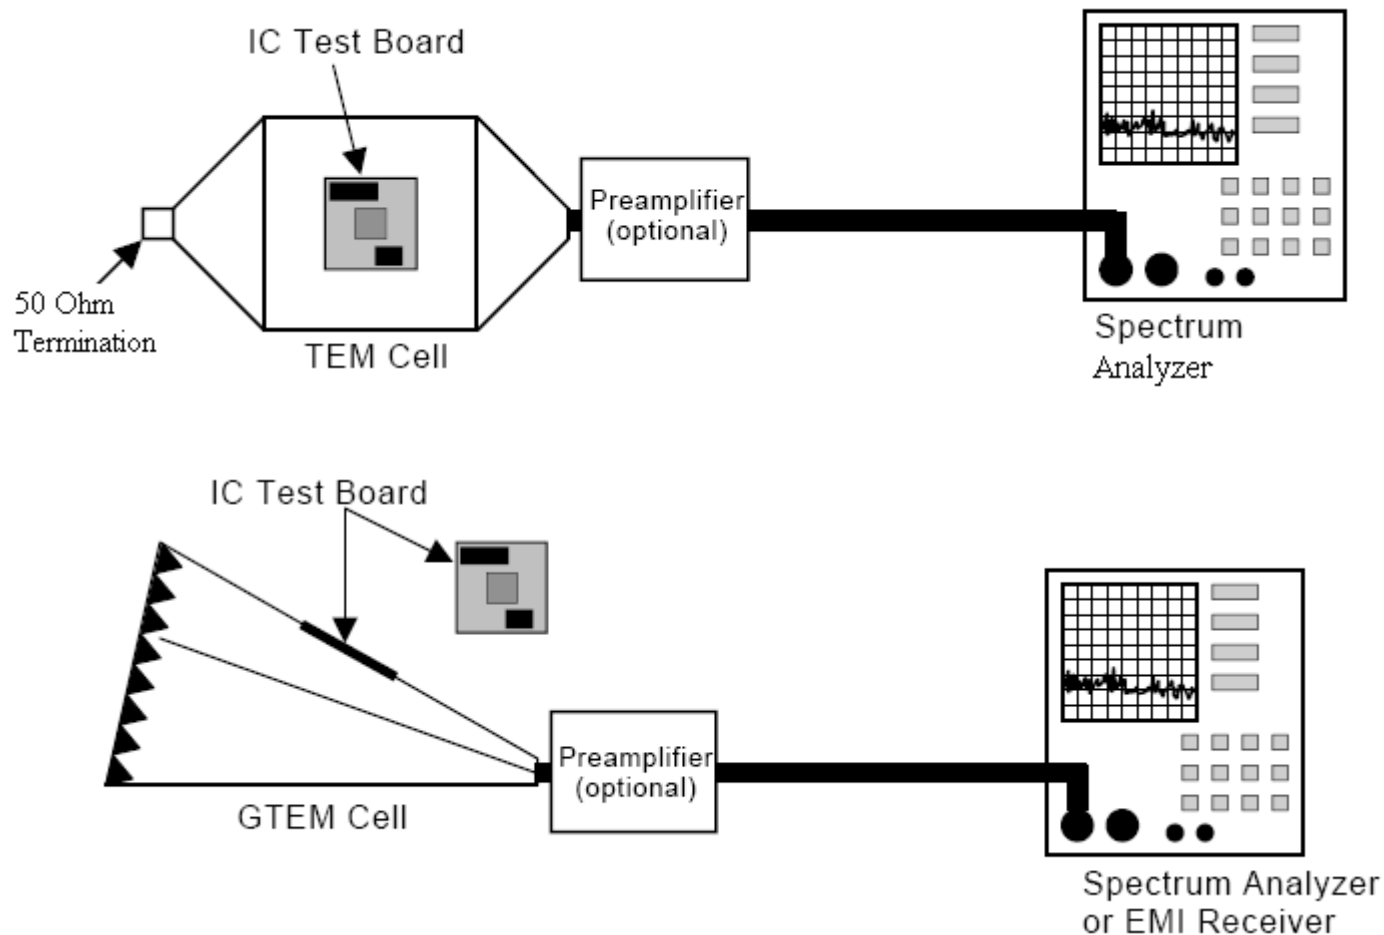 IC Test Board
Preamplifier
(optional)
50 Ohm
Termination
TEM Cell
Spectrum
Analyzer
IC Test Board
Preamplifier
(optional)
GTEM Cell
Spectrum Analyzer
or EMI Receiver